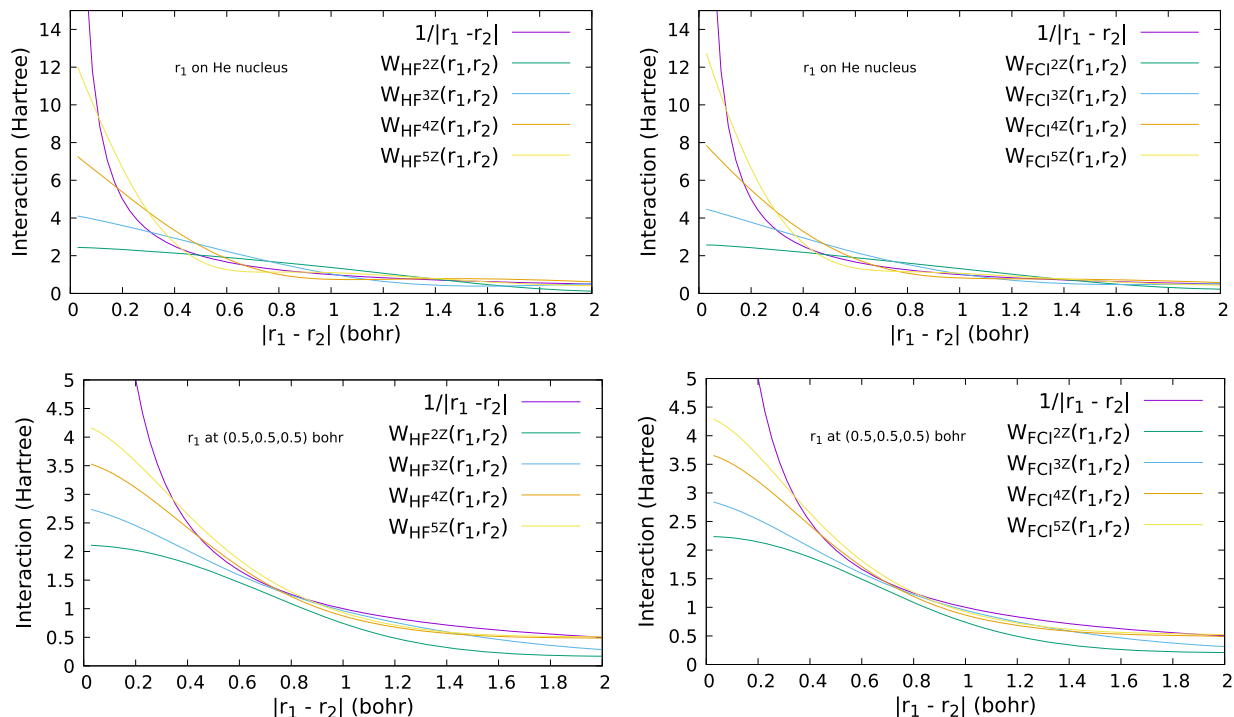 14
12
10
8
6
4
2
0
Interaction (Hartree)
r1 on He nucleus
1/|r1 -r2|
WHF2Z(r1,r2)
WHF3Z(r1,r2)
WHF4Z(r1,r2)
WHF5Z(r1,r2)
0 0.2 0.4 0.6 0.8 1 1.2 1.4 1.6 1.8 2
|r1 - r2| (bohr)
14
12
10
8
6
4
2
0
Interaction (Hartree)
r1 on He nucleus
1/|r1 - r2|
WFCI2Z(r1,r2)
WFCI3Z(r1,r2)
WFCI4Z(r1,r2)
WFCI5Z(r1,r2)
0 0.2 0.4 0.6 0.8 1 1.2 1.4 1.6 1.8 2
|r1 - r2| (bohr)
5
4.5
4
3.5
3
2.5
2
1.5
1
0.5
0
Interaction (Hartree)
r1 at (0.5,0.5,0.5) bohr
1/|r1 -r2|
WHF2Z(r1,r2)
WHF3Z(r1,r2)
WHF4Z(r1,r2)
WHF5Z(r1,r2)
0 0.2 0.4 0.6 0.8 1 1.2 1.4 1.6 1.8 2
|r1 - r2| (bohr)
5
4.5
4
3.5
3
2.5
2
1.5
1
0.5
0
Interaction (Hartree)
r1 at (0.5,0.5,0.5) bohr
1/|r1 - r2|
WFCI2Z(r1,r2)
WFCI3Z(r1,r2)
WFCI4Z(r1,r2)
WFCI5Z(r1,r2)
0 0.2 0.4 0.6 0.8 1 1.2 1.4 1.6 1.8 2
|r1 - r2| (bohr)